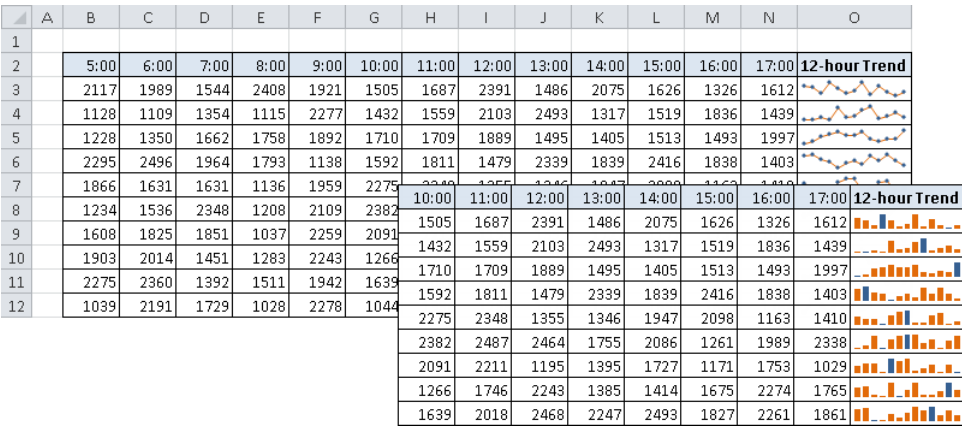 A B C D E F G H I J K L M N O
1
2 5:00 6:00 7:00 8:00 9:00 10:00 11:00 12:00 13:00 14:00 15:00 16:00 17:00 12-hour Trend
3 2117 1989 1544 2408 1921 1505 1687 2391 1486 2075 1626 1326 1612
4 1128 1109 1354 1115 2277 1432 1559 2103 2493 1317 1519 1836 1439
5 1228 1350 1662 1758 1892 1710 1709 1889 1495 1405 1513 1493 1997
6 2295 2496 1964 1793 1138 1592 1811 1479 2339 1839 2416 1838 1403
7 1866 1631 1631 1136 1959 2275
8 1234 1536 2348 1208 2109 2382
9 1608 1825 1851 1037 2259 2091
10 1903 2014 1451 1283 2243 1266
11 2275 2360 1392 1511 1942 1639
12 1039 2191 1729 1028 2278 1044
10:00 11:00 12:00 13:00 14:00 15:00 16:00 17:00 12-hour Trend
1505 1687 2391 1486 2075 1626 1326 1612
1432 1559 2103 2493 1317 1519 1836 1439
1710 1709 1889 1495 1405 1513 1493 1997
1592 1811 1479 2339 1839 2416 1838 1403
2275 2348 1355 1346 1947 2098 1163 1410
2382 2487 2464 1755 2086 1261 1989 2338
2091 2211 1195 1395 1727 1171 1753 1029
1266 1746 2243 1385 1414 1675 2274 1765
1639 2018 2468 2247 2493 1827 2261 1861